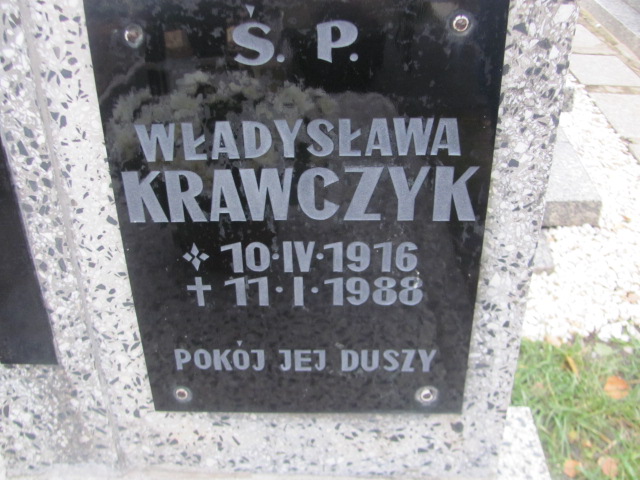 Ś. P.
WŁADYSŁAWA
KRAWCZYK
10·IV·1916
† 11·I·1988
POKÓJ JEJ DUSZY